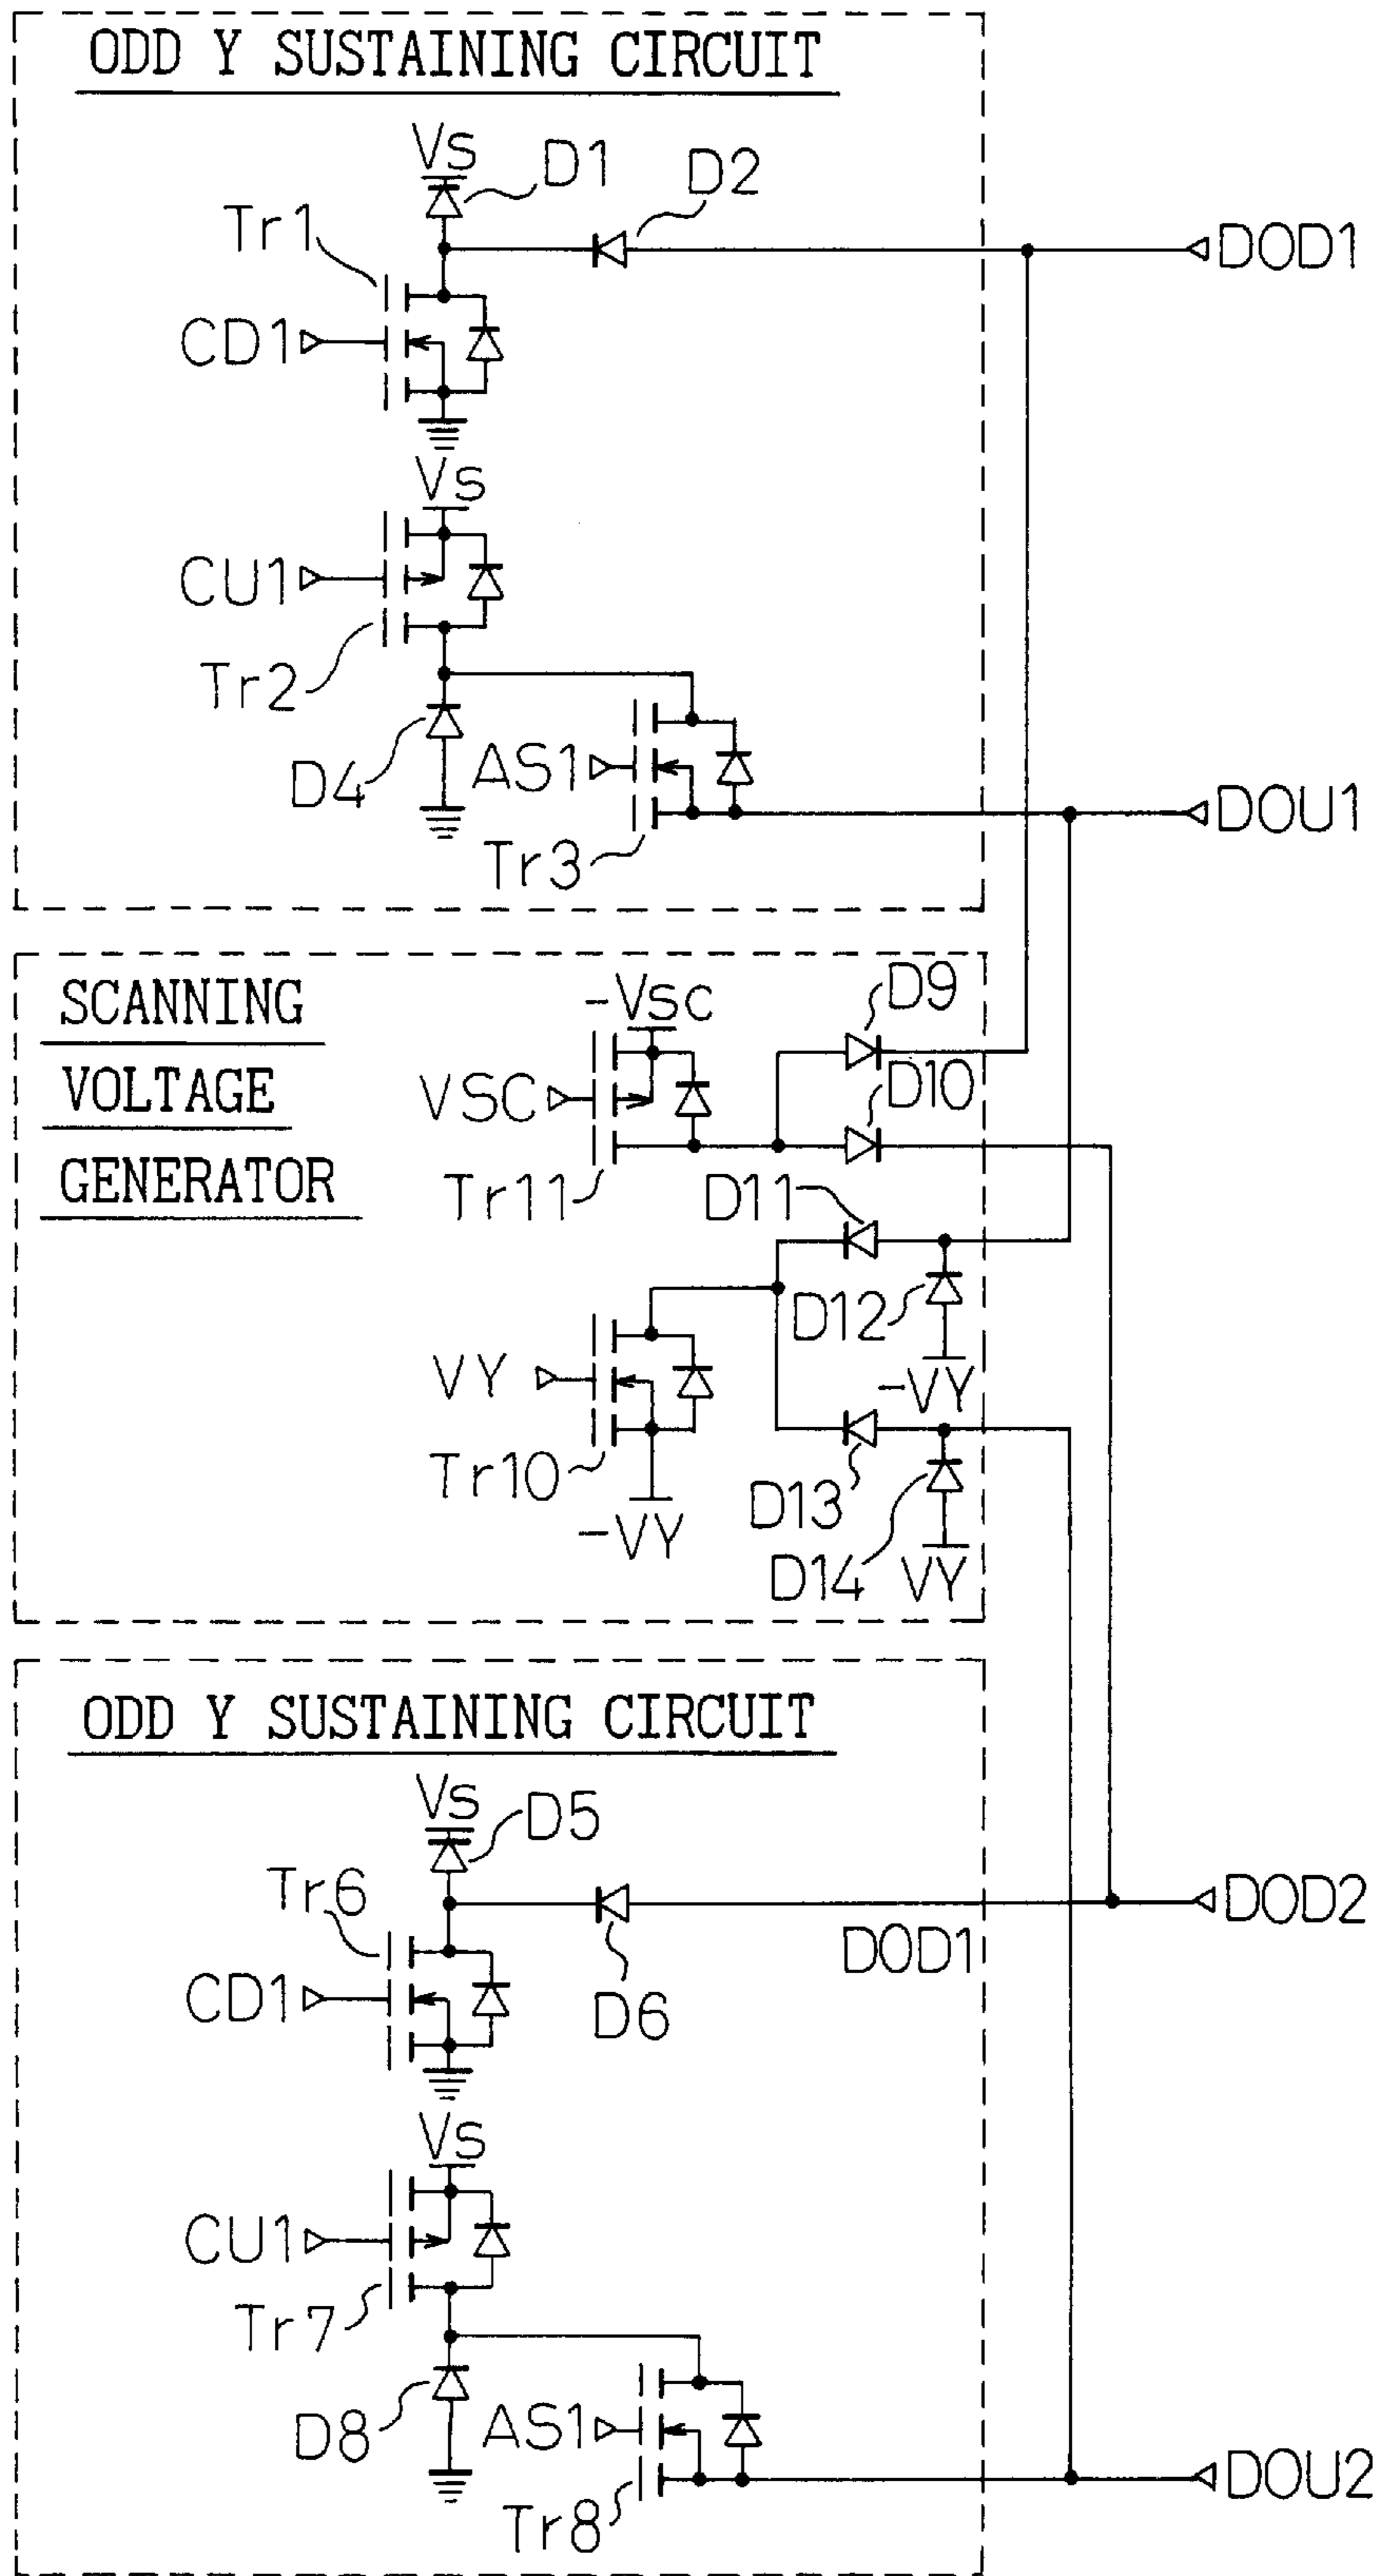 ODD Y SUSTAINING CIRCUIT
Vs
D1
D2
Tr1
DOD1
CD1
Vs
CU1
Tr2
D4
AS1
DOU1
Tr3
SCANNING
VOLTAGE
GENERATOR
-Vsc
D9
VSC
D10
Tr11
D11
D12
VY
-VY
Tr10
D13
-VY
D14
VY
ODD Y SUSTAINING CIRCUIT
Vs
D5
Tr6
DOD2
DOD1
CD1
D6
Vs
CU1
Tr7
D8
AS1
DOU2
Tr8